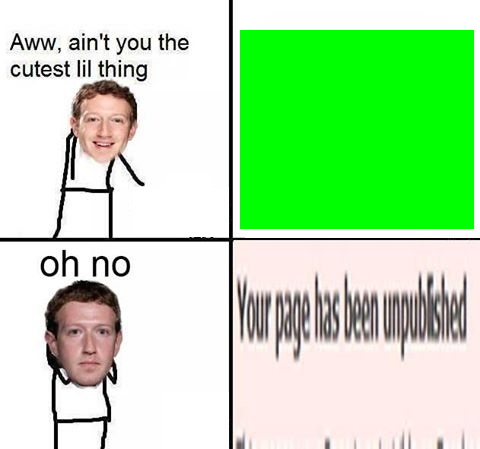 Aww, ain't you the
cutest lil thing
oh no
Your page has been unpublished